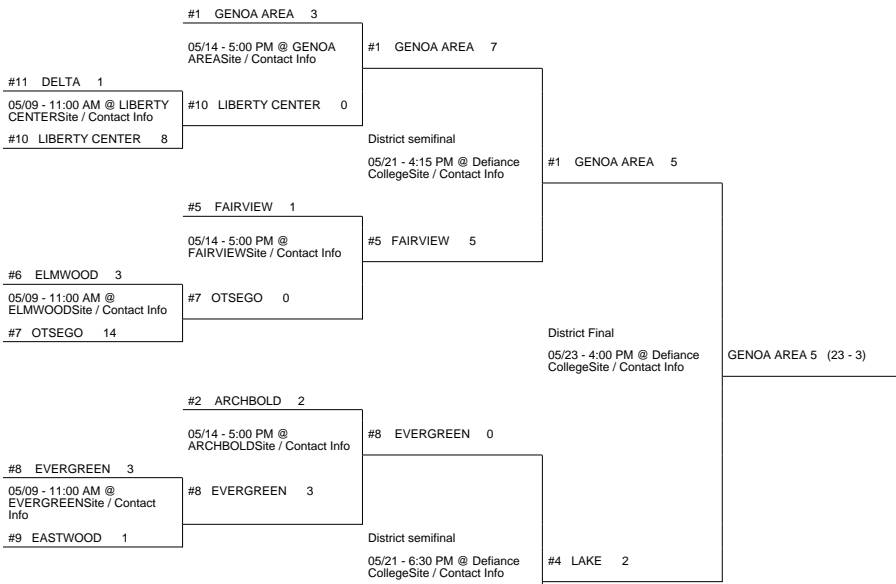 #1 GENOA AREA 3
05/14 - 5:00 PM @ GENOA
AREASite / Contact Info
#1 GENOA AREA 7
#11 DELTA 1
05/09 - 11:00 AM @ LIBERTY
CENTERSite / Contact Info
#10 LIBERTY CENTER 0
#10 LIBERTY CENTER 8
District semifinal
05/21 - 4:15 PM @ Defiance
CollegeSite / Contact Info
#1 GENOA AREA 5
#5 FAIRVIEW 1
05/14 - 5:00 PM @
FAIRVIEWSite / Contact Info
#5 FAIRVIEW 5
#6 ELMWOOD 3
05/09 - 11:00 AM @
ELMWOODSite / Contact Info
#7 OTSEGO 0
#7 OTSEGO 14
District Final
05/23 - 4:00 PM @ Defiance
CollegeSite / Contact Info
GENOA AREA 5 (23 - 3)
#2 ARCHBOLD 2
05/14 - 5:00 PM @
ARCHBOLDSite / Contact Info
#8 EVERGREEN 0
#8 EVERGREEN 3
05/09 - 11:00 AM @
EVERGREENSite / Contact
Info
#8 EVERGREEN 3
#9 EASTWOOD 1
District semifinal
05/21 - 6:30 PM @ Defiance
CollegeSite / Contact Info
#4 LAKE 2